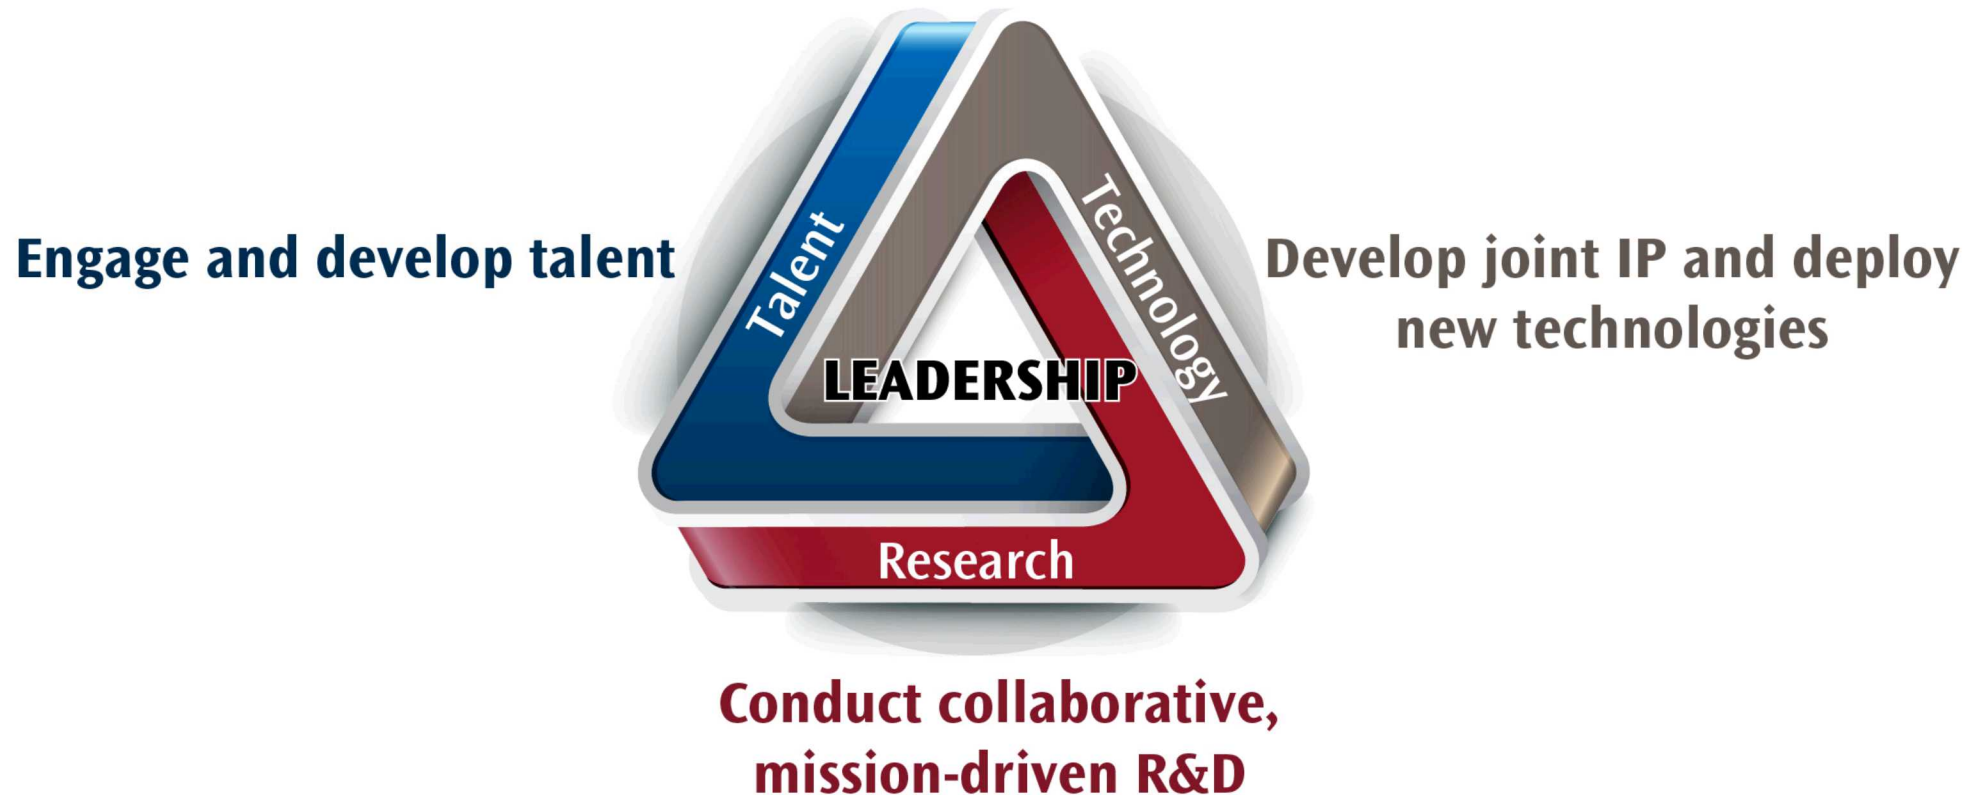 Talent
Technology
Engage and develop talent
Develop joint IP and deploy
new technologies
LEADERSHIP
Research
Conduct collaborative,
mission-driven R&D